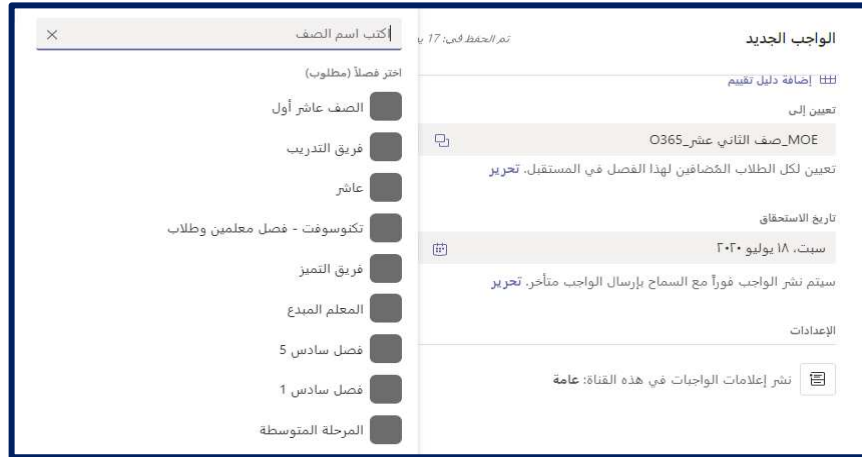 الواجب الجديد
تم الحفظ في: 17
إضافة دليل تقييم
تعيين إلى
MOE_صف الثاني عشر_O365
تعيين لكل الطلاب المُضافين لهذا الفصل في المستقبل. تحرير
تاريخ الاستحقاق
سبت، ١٨ يوليو ٢٠٢٠
سيتم نشر الواجب فوراً مع السماح بإرسال الواجب متأخر. تحرير
الإعدادات
نشر إعلامات الواجبات في هذه القناة: عامة
اكتب اسم الصف
اختر فصلاً (مطلوب)
الصف عاشر أول
فريق التدريب
عاشر
تكنوسوفت - فصل معلمين وطلاب
فريق التميز
المعلم المبدع
فصل سادس 5
فصل سادس 1
المرحلة المتوسطة